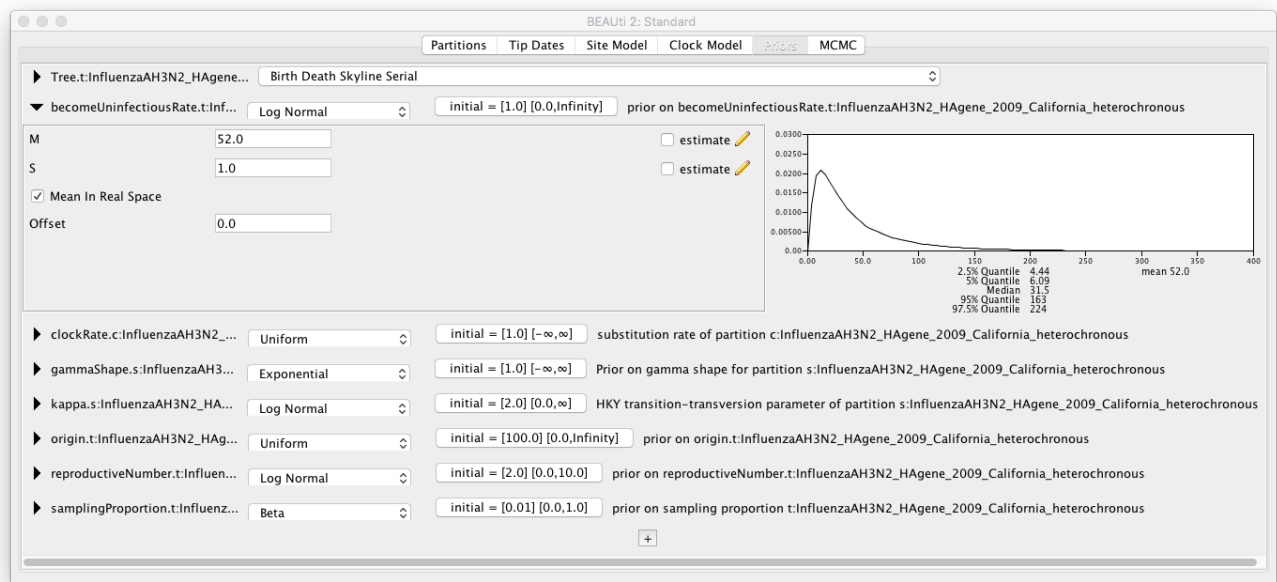 BEAUti 2: Standard
Partitions Tip Dates Site Model Clock Model Priors MCMC
Tree.t:InfluenzaAH3N2_HAgene... Birth Death Skyline Serial
becomeUninfectiousRate.t:Inf... Log Normal initial = [1.0] [0.0,Infinity] prior on becomeUninfectiousRate.t:InfluenzaAH3N2_HAgene_2009_California_heterochronous
M 52.0 estimate
S 1.0 estimate
Mean In Real Space
Offset 0.0
0.0300
0.0250
0.0200
0.0150
0.0100
0.00500
0.00
0.00 50.0 100 150 200 250 300 350 400
2.5% Quantile 4.44 mean 52.0
5% Quantile 6.09
Median 31.5
95% Quantile 163
97.5% Quantile 224
clockRate.c:InfluenzaAH3N2_... Uniform initial = [1.0] [-∞,∞] substitution rate of partition c:InfluenzaAH3N2_HAgene_2009_California_heterochronous
gammaShape.s:InfluenzaAH3... Exponential initial = [1.0] [-∞,∞] Prior on gamma shape for partition s:InfluenzaAH3N2_HAgene_2009_California_heterochronous
kappa.s:InfluenzaAH3N2_HA... Log Normal initial = [2.0] [0.0,∞] HKY transition-transversion parameter of partition s:InfluenzaAH3N2_HAgene_2009_California_heterochronous
origin.t:InfluenzaAH3N2_HAg... Uniform initial = [100.0] [0.0,Infinity] prior on origin.t:InfluenzaAH3N2_HAgene_2009_California_heterochronous
reproductiveNumber.t:Influen... Log Normal initial = [2.0] [0.0,10.0] prior on reproductiveNumber.t:InfluenzaAH3N2_HAgene_2009_California_heterochronous
samplingProportion.t:Influenz... Beta initial = [0.01] [0.0,1.0] prior on sampling proportion t:InfluenzaAH3N2_HAgene_2009_California_heterochronous
+